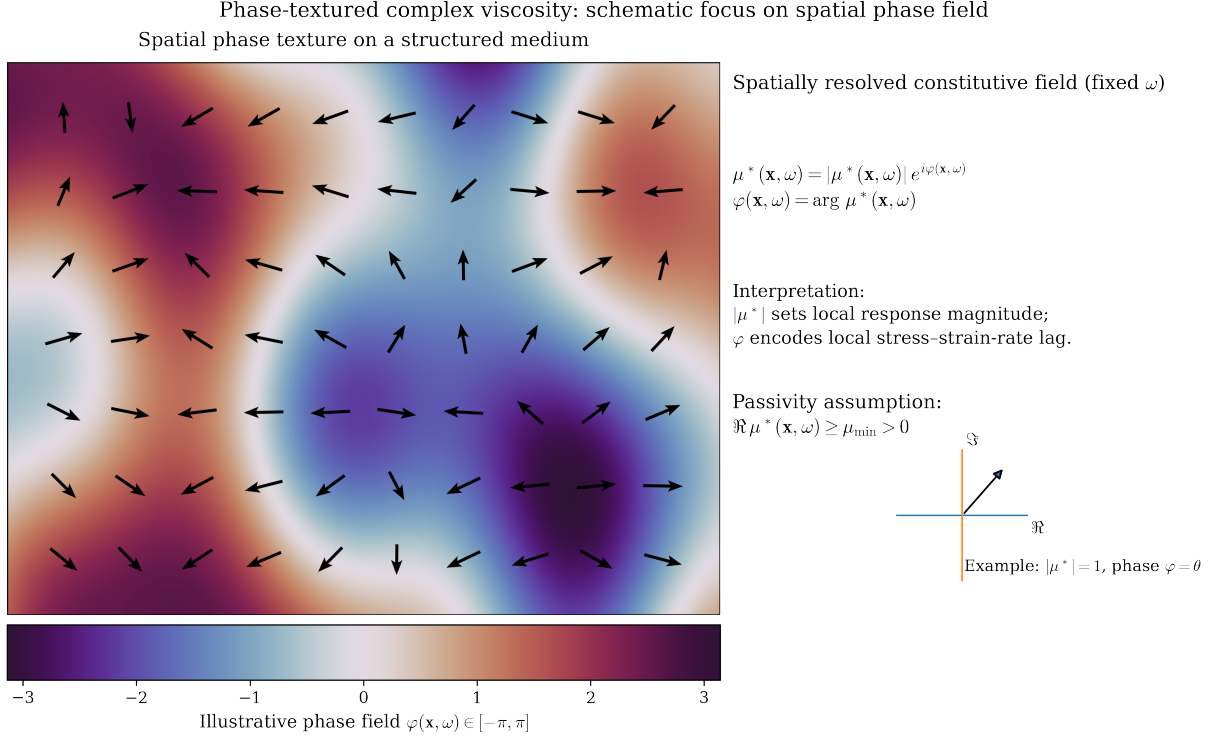 Phase-textured complex viscosity: schematic focus on spatial phase field
Spatial phase texture on a structured medium
Spatially resolved constitutive field (fixed ω)
μ*(x, ω) = |μ*(x, ω)| e^{iφ(x, ω)}
φ(x, ω) = arg μ*(x, ω)
Interpretation:
|μ*| sets local response magnitude;
φ encodes local stress–strain-rate lag.
Passivity assumption:
ℜ μ*(x, ω) ≥ μ_min > 0
ℑ
ℜ
Example: |μ*| = 1, phase φ = θ
−3 −2 −1 0 1 2 3
Illustrative phase field φ(x, ω) ∈ [−π, π]